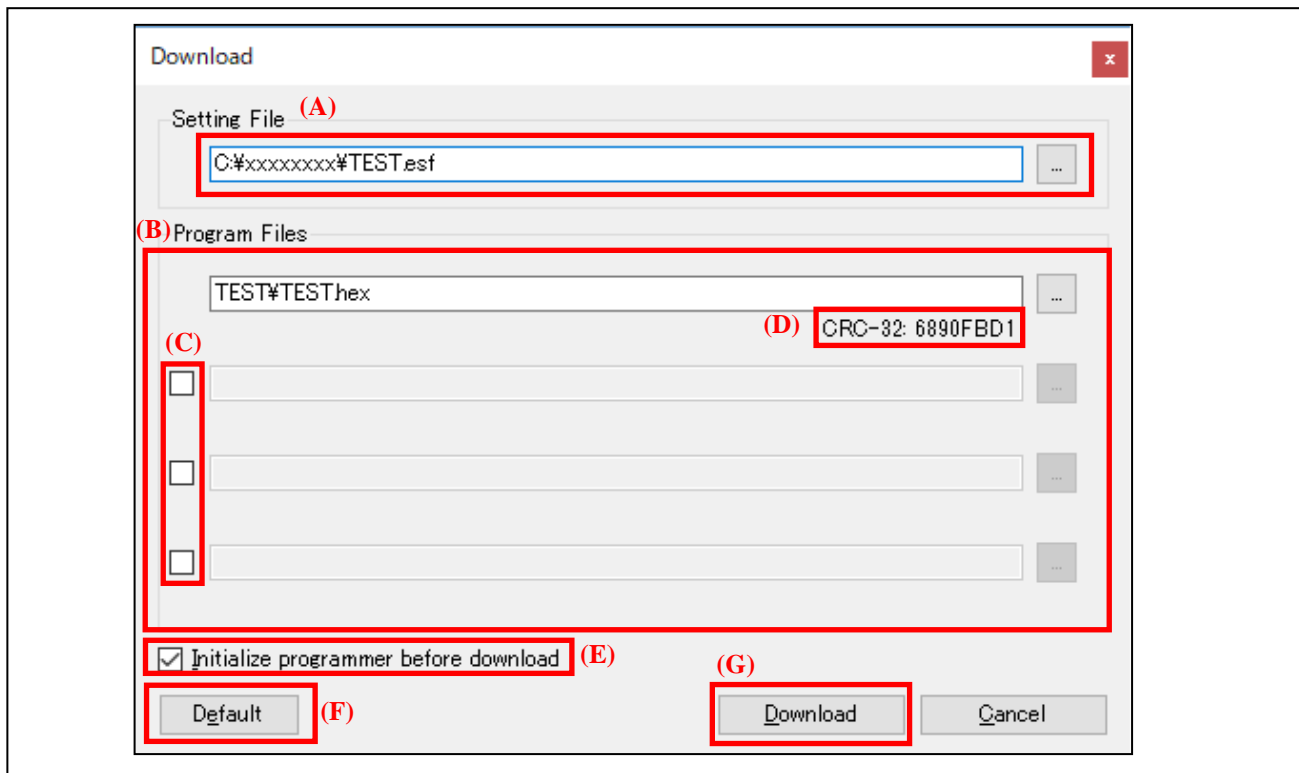 Download
x
Setting File (A)
C:¥xxxxxxxx¥TEST.esf ...
(B) Program Files
TEST¥TEST.hex ...
(D) CRC-32: 6890FBD1
(C)
...
...
...
Initialize programmer before download (E)
(G)
Default (F) Download Cancel